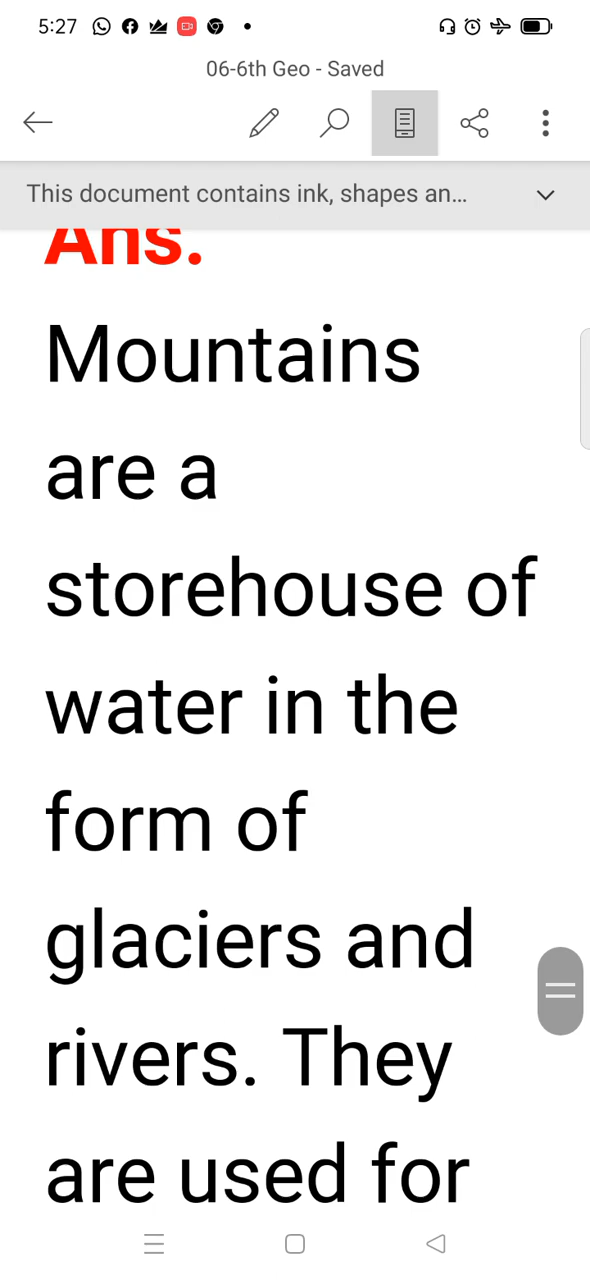 5:27
06-6th Geo - Saved
This document contains ink, shapes an...
Ans.
Mountains
are a
storehouse of
water in the
form of
glaciers and
rivers. They
are used for